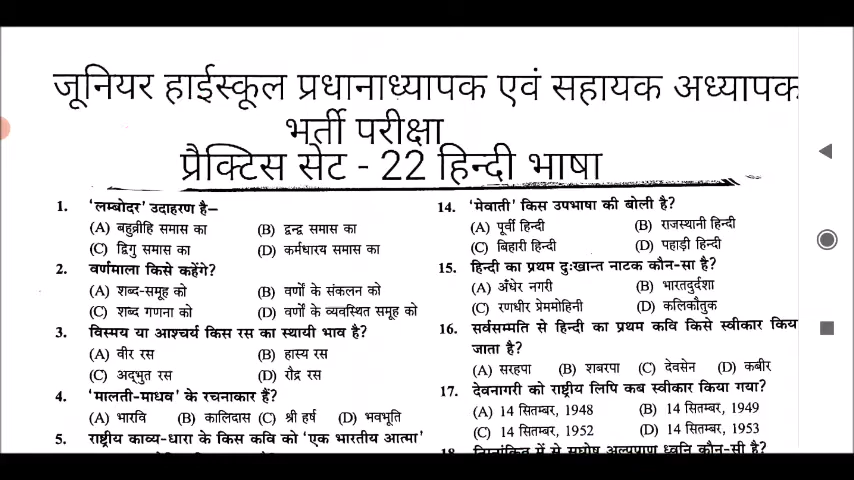 जूनियर हाईस्कूल प्रधानाध्यापक एवं सहायक अध्यापक
भर्ती परीक्षा
प्रैक्टिस सेट - 22 हिन्दी भाषा
1. 'लम्बोदर' उदाहरण है–
(A) बहुव्रीहि समास का (B) द्वन्द्व समास का
(C) द्विगु समास का (D) कर्मधारय समास का
2. वर्णमाला किसे कहेंगे?
(A) शब्द-समूह को (B) वर्णों के संकलन को
(C) शब्द गणना को (D) वर्णों के व्यवस्थित समूह को
3. विस्मय या आश्चर्य किस रस का स्थायी भाव है?
(A) वीर रस (B) हास्य रस
(C) अद्भुत रस (D) रौद्र रस
4. 'मालती-माधव' के रचनाकार हैं?
(A) भारवि (B) कालिदास (C) श्री हर्ष (D) भवभूति
5. राष्ट्रीय काव्य-धारा के किस कवि को 'एक भारतीय आत्मा'
14. 'मेवाती' किस उपभाषा की बोली है?
(A) पूर्वी हिन्दी (B) राजस्थानी हिन्दी
(C) बिहारी हिन्दी (D) पहाड़ी हिन्दी
15. हिन्दी का प्रथम दुःखान्त नाटक कौन-सा है?
(A) अँधेर नगरी (B) भारतदुर्दशा
(C) रणधीर प्रेममोहिनी (D) कलिकौतुक
16. सर्वसम्मति से हिन्दी का प्रथम कवि किसे स्वीकार किय
जाता है?
(A) सरहपा (B) शबरपा (C) देवसेन (D) कबीर
17. देवनागरी को राष्ट्रीय लिपि कब स्वीकार किया गया?
(A) 14 सितम्बर, 1948 (B) 14 सितम्बर, 1949
(C) 14 सितम्बर, 1952 (D) 14 सितम्बर, 1953
18. निम्नांकित में से सघोष अल्पप्राण ध्वनि कौन-सी है?